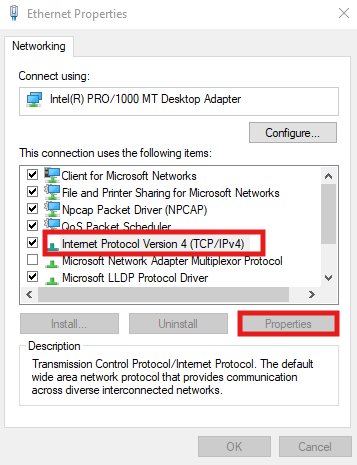 Ethernet Properties
Networking
Connect using:
Intel(R) PRO/1000 MT Desktop Adapter
Configure...
This connection uses the following items:
Client for Microsoft Networks
File and Printer Sharing for Microsoft Networks
Npcap Packet Driver (NPCAP)
QoS Packet Scheduler
Internet Protocol Version 4 (TCP/IPv4)
Microsoft Network Adapter Multiplexor Protocol
Microsoft LLDP Protocol Driver
Install...
Uninstall
Properties
Description
Transmission Control Protocol/Internet Protocol. The default
wide area network protocol that provides communication
across diverse interconnected networks.
OK
Cancel